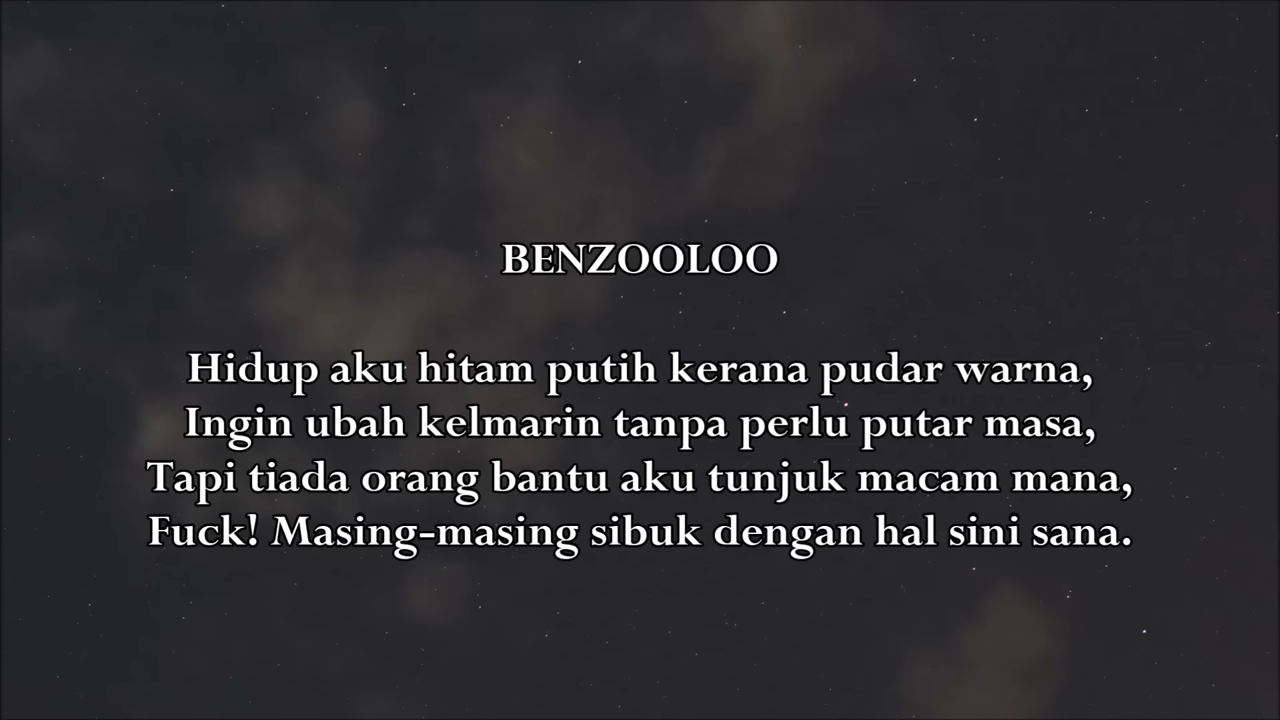 BENZOOLOO
Hidup aku hitam putih kerana pudar warna,
Ingin ubah kelmarin tanpa perlu putar masa,
Tapi tiada orang bantu aku tunjuk macam mana,
Fuck! Masing-masing sibuk dengan hal sini sana.